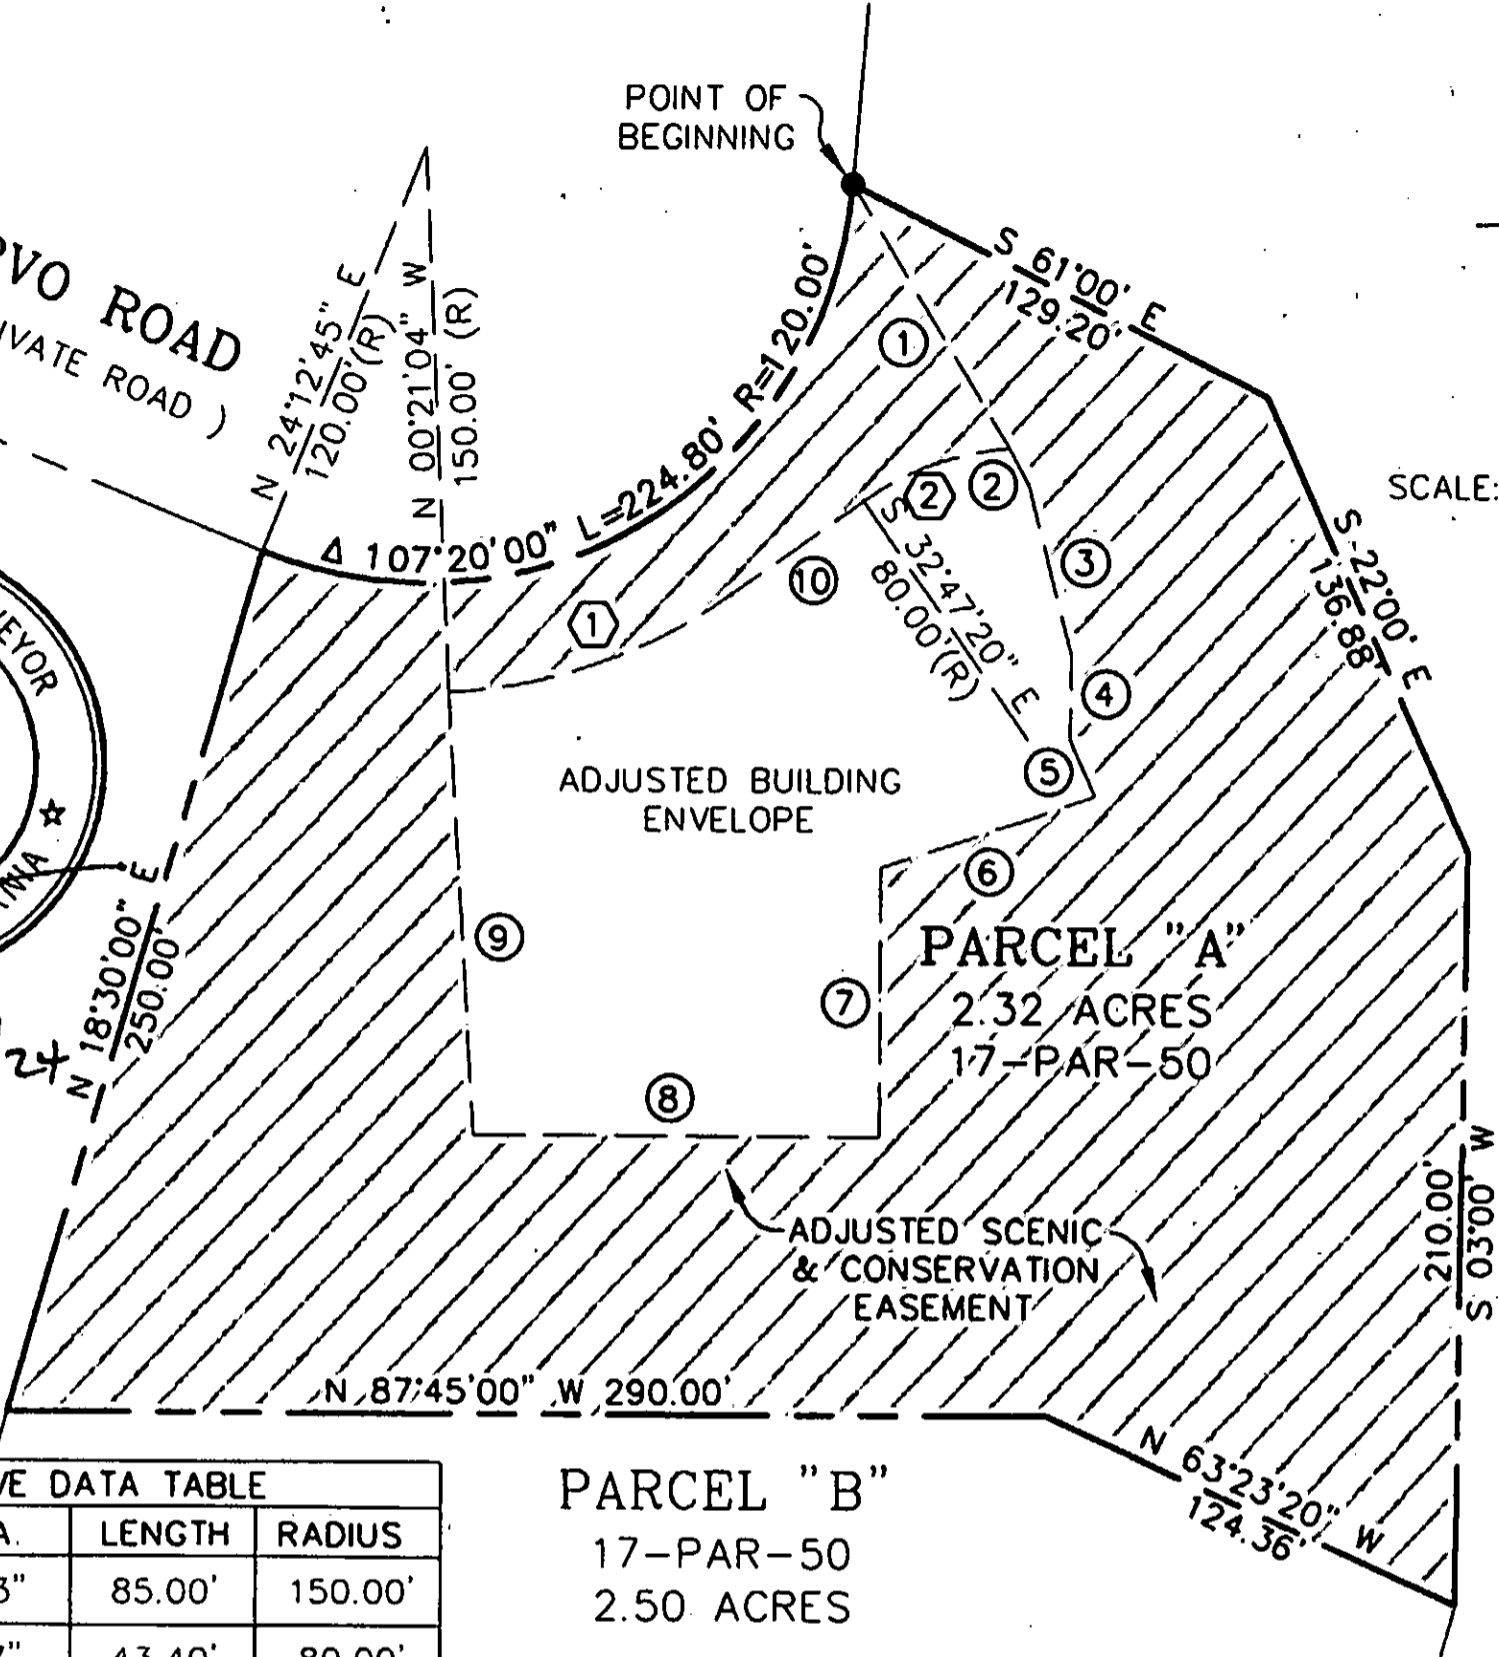 POINT OF
BEGINNING
ROAD
ROAD )
N 24°12'45" E
120.00'(R)
N 00°21'04" W
150.00' (R)
Δ 107°20'00" L=224.80' R=120.00'
S 61°00' E
129.20'
SCALE:
S 22°00' E
136.88'
1
2
2
3
S 32°47'20" E
80.00'(R)
10
1
4
5
ADJUSTED BUILDING
ENVELOPE
6
9
PARCEL "A"
2.32 ACRES
17-PAR-50
7
8
N 18°30'00" E
250.00'
24
ADJUSTED SCENIC
& CONSERVATION
EASEMENT
210.00'
S 03°00' W
N 87°45'00" W 290.00'
N 63°23'20" W
124.36'
DATA TABLE
LENGTH RADIUS
85.00' 150.00'
43.40' 80.00'
PARCEL "B"
17-PAR-50
2.50 ACRES